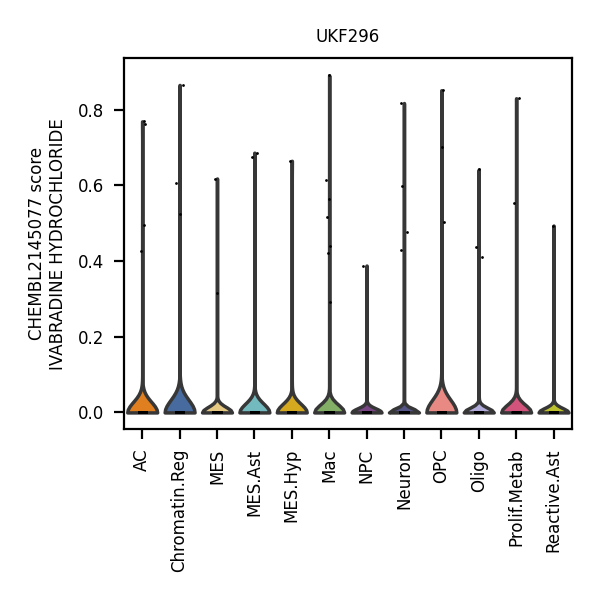 UKF296
CHEMBL2145077 score
IVABRADINE HYDROCHLORIDE
0.8
0.6
0.4
0.2
0.0
AC
Chromatin.Reg
MES
MES.Ast
MES.Hyp
Mac
NPC
Neuron
OPC
Oligo
Prolif.Metab
Reactive.Ast